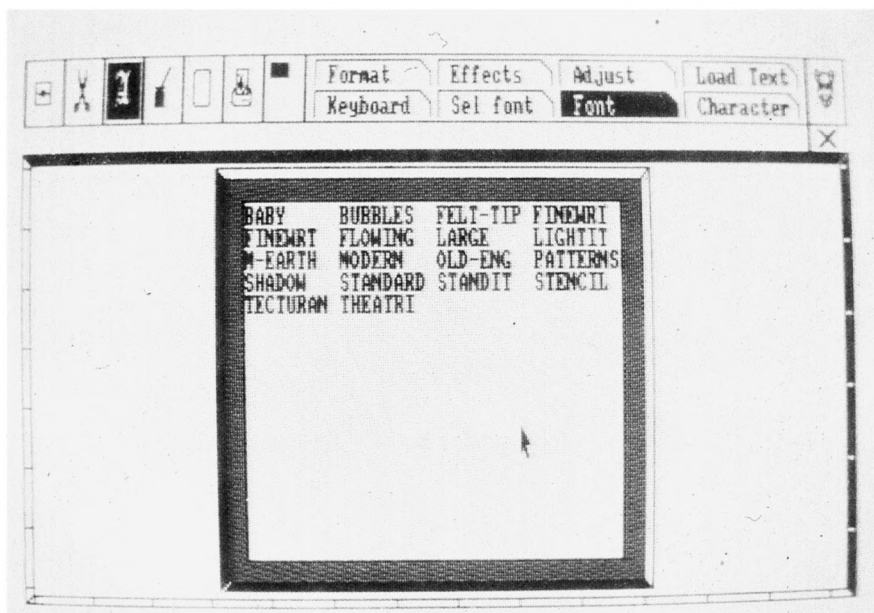 Format Effects Adjust Load Text
Keyboard Sel font Font Character
BABY BUBBLES FELT-TIP FINEWRI
FINEWRT FLOWING LARGE LIGHTIT
M-EARTH MODERN OLD-ENG PATTERNS
SHADOW STANDARD STANDIT STENCIL
TECTURAN THEATRI